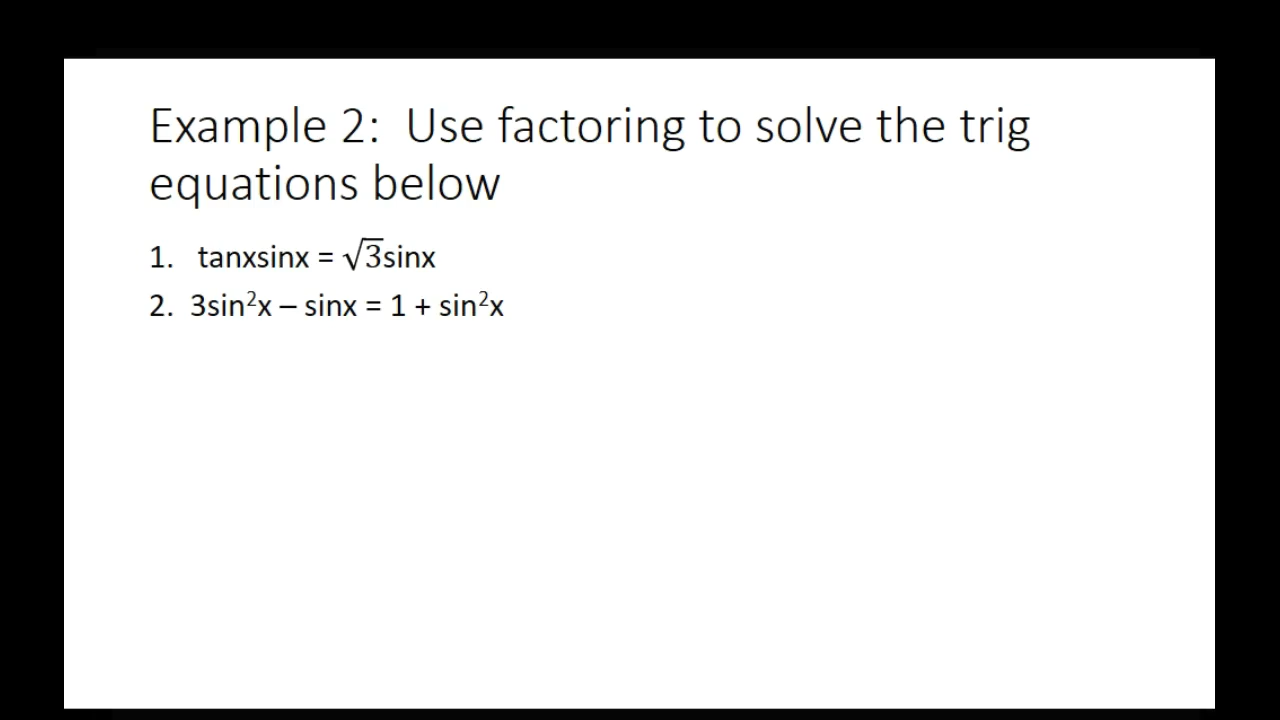 Example 2:  Use factoring to solve the trig
equations below
1.  tanxsinx = √3sinx
2.  3sin²x – sinx = 1 + sin²x